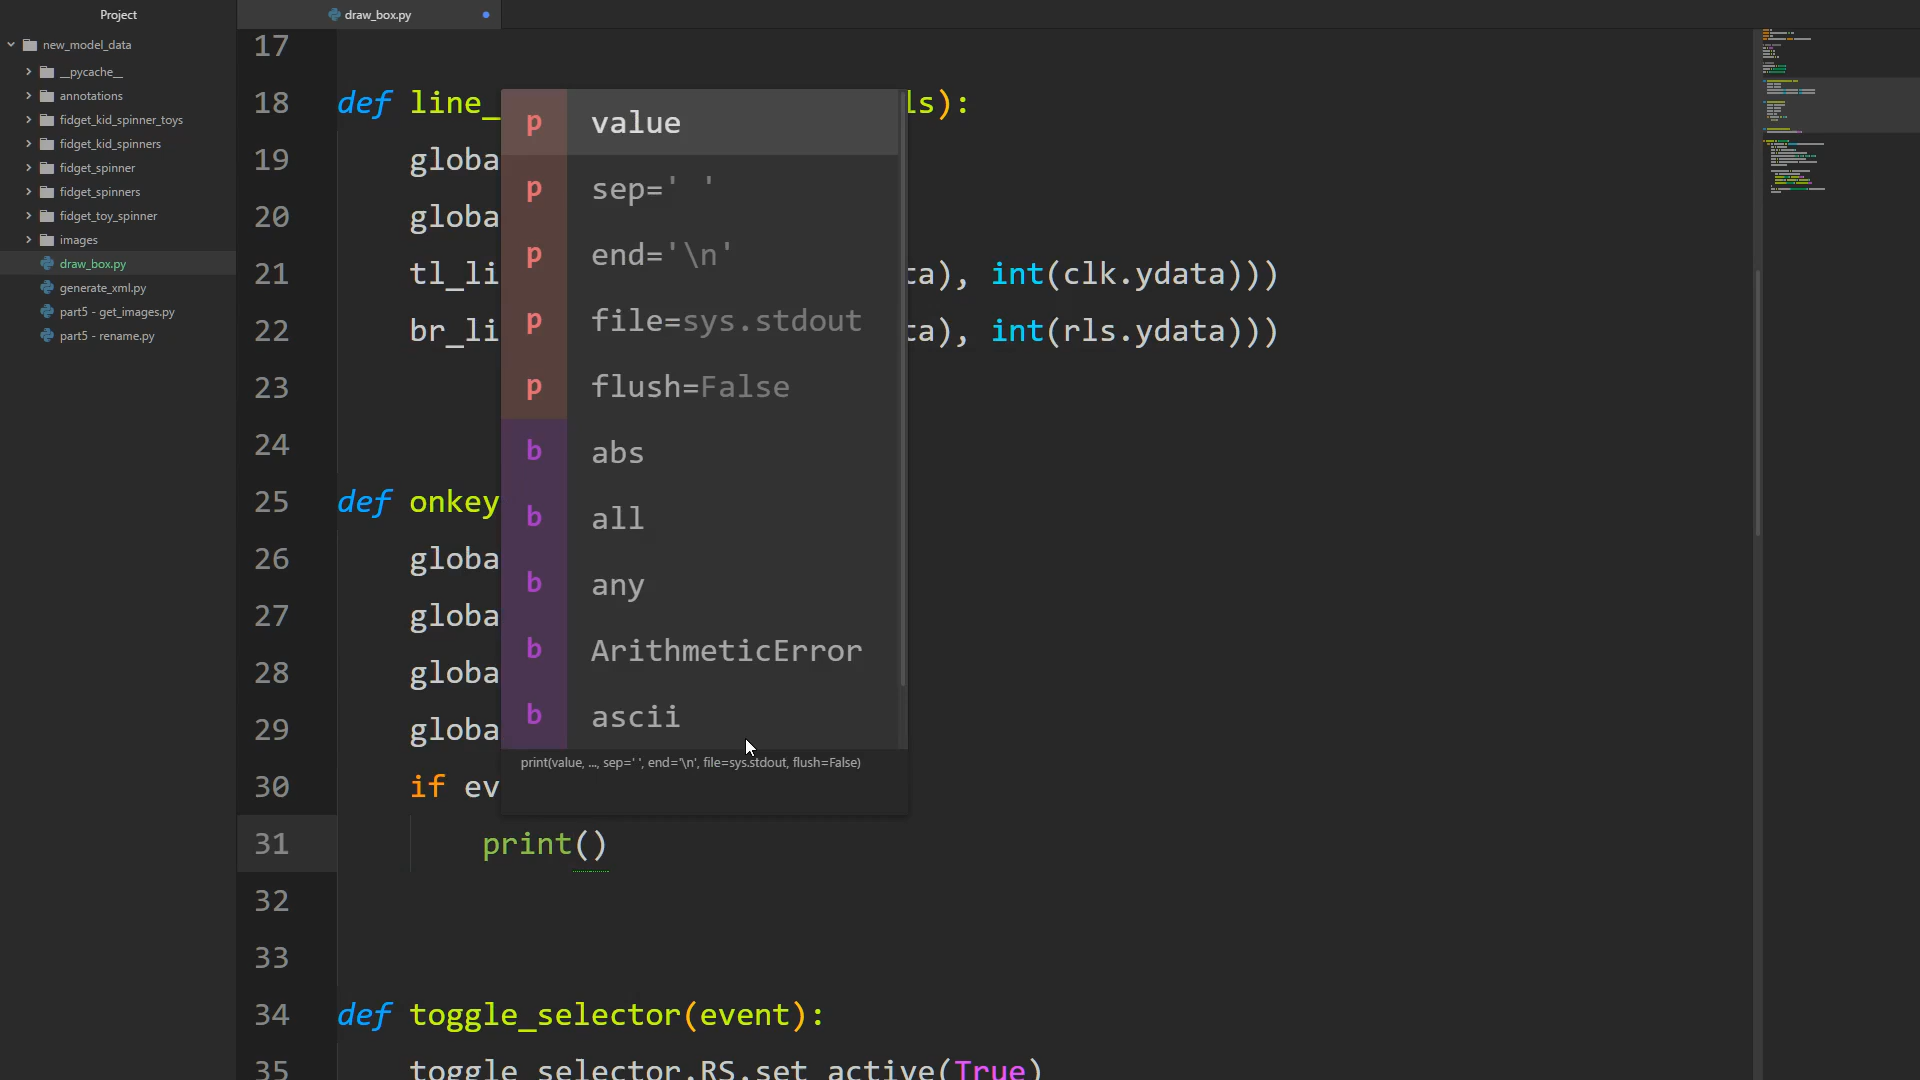 Project
draw_box.py
new_model_data
__pycache__
annotations
fidget_kid_spinner_toys
fidget_kid_spinners
fidget_spinner
fidget_spinners
fidget_toy_spinner
images
draw_box.py
generate_xml.py
part5 - get_images.py
part5 - rename.py
17
18 def line_ ls):
19 globa
20 globa
21 tl_li ta), int(clk.ydata)))
22 br_li ta), int(rls.ydata)))
23
24
25 def onkey
26 globa
27 globa
28 globa
29 globa
30 if ev
31 print()
32
33
34 def toggle_selector(event):
35 toggle_selector.RS.set_active(True)
p value
p sep=' '
p end='\n'
p file=sys.stdout
p flush=False
b abs
b all
b any
b ArithmeticError
b ascii
print(value, ..., sep=' ', end='\n', file=sys.stdout, flush=False)